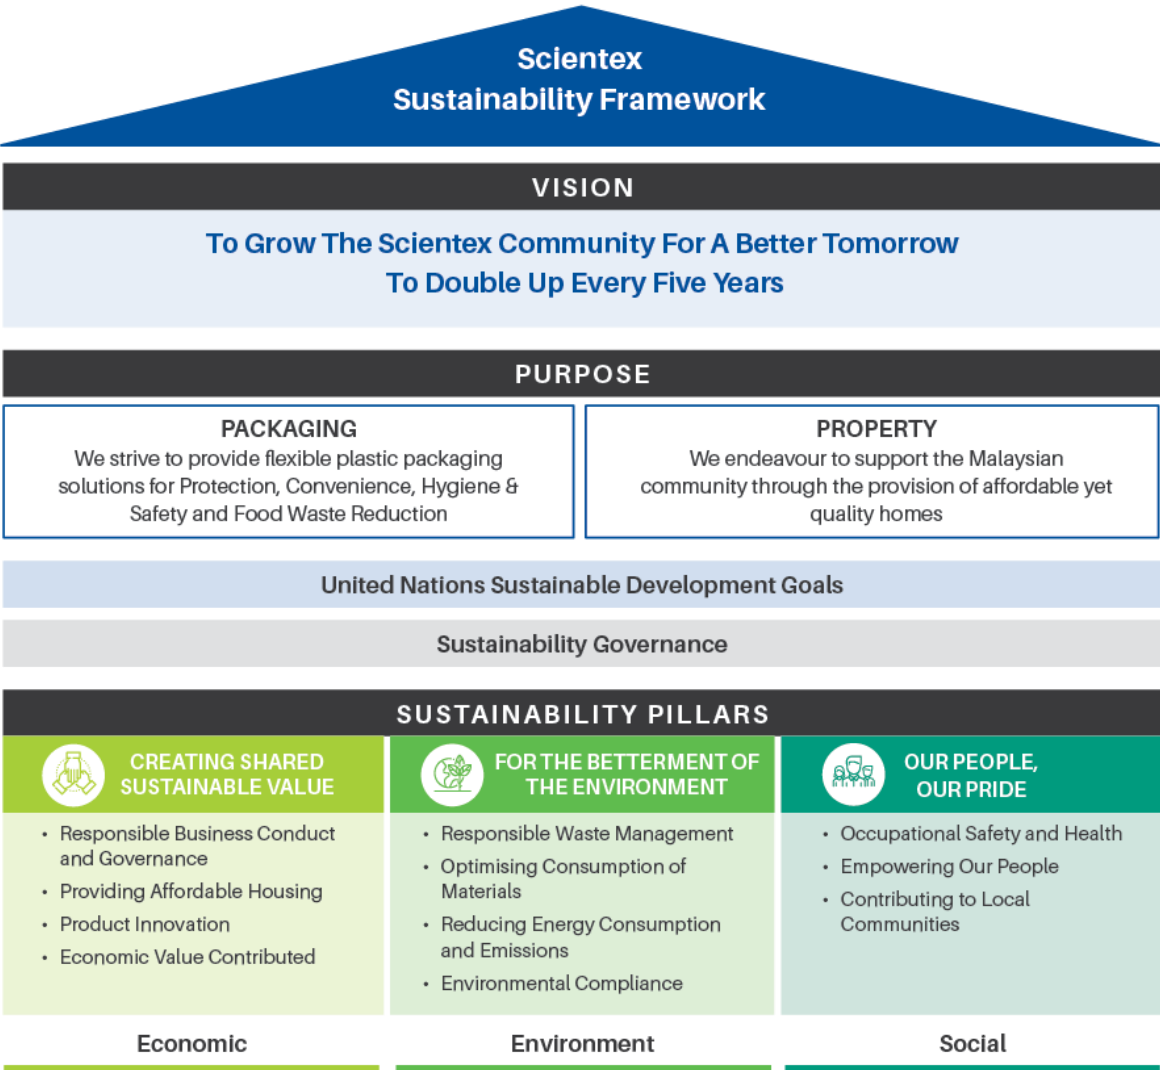 Scientex
Sustainability Framework
VISION
To Grow The Scientex Community For A Better Tomorrow
To Double Up Every Five Years
PURPOSE
PACKAGING
We strive to provide flexible plastic packaging
solutions for Protection, Convenience, Hygiene &
Safety and Food Waste Reduction
PROPERTY
We endeavour to support the Malaysian
community through the provision of affordable yet
quality homes
United Nations Sustainable Development Goals
Sustainability Governance
SUSTAINABILITY PILLARS
CREATING SHARED
SUSTAINABLE VALUE
• Responsible Business Conduct
and Governance
• Providing Affordable Housing
• Product Innovation
• Economic Value Contributed
Economic
FOR THE BETTERMENT OF
THE ENVIRONMENT
• Responsible Waste Management
• Optimising Consumption of
Materials
• Reducing Energy Consumption
and Emissions
• Environmental Compliance
Environment
OUR PEOPLE,
OUR PRIDE
• Occupational Safety and Health
• Empowering Our People
• Contributing to Local
Communities
Social